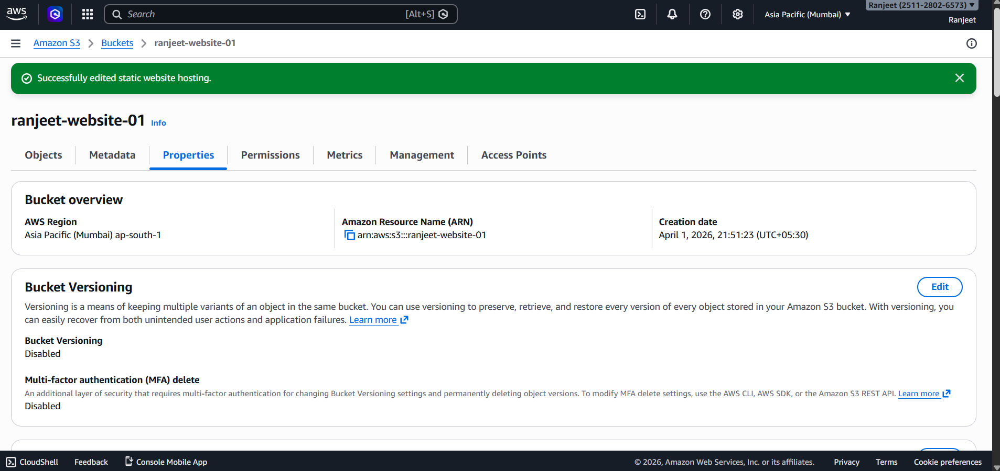 aws
Search [Alt+S]
Asia Pacific (Mumbai)
Ranjeet (2511-2802-6573)
Ranjeet
Amazon S3
Buckets
ranjeet-website-01
Successfully edited static website hosting.
ranjeet-website-01 Info
Objects
Metadata
Properties
Permissions
Metrics
Management
Access Points
Bucket overview
AWS Region
Asia Pacific (Mumbai) ap-south-1
Amazon Resource Name (ARN)
arn:aws:s3:::ranjeet-website-01
Creation date
April 1, 2026, 21:51:23 (UTC+05:30)
Bucket Versioning
Edit
Versioning is a means of keeping multiple variants of an object in the same bucket. You can use versioning to preserve, retrieve, and restore every version of every object stored in your Amazon S3 bucket. With versioning, you
can easily recover from both unintended user actions and application failures. Learn more
Bucket Versioning
Disabled
Multi-factor authentication (MFA) delete
An additional layer of security that requires multi-factor authentication for changing Bucket Versioning settings and permanently deleting object versions. To modify MFA delete settings, use the AWS CLI, AWS SDK, or the Amazon S3 REST API. Learn more
Disabled
CloudShell
Feedback
Console Mobile App
© 2026, Amazon Web Services, Inc. or its affiliates.
Privacy
Terms
Cookie preferences